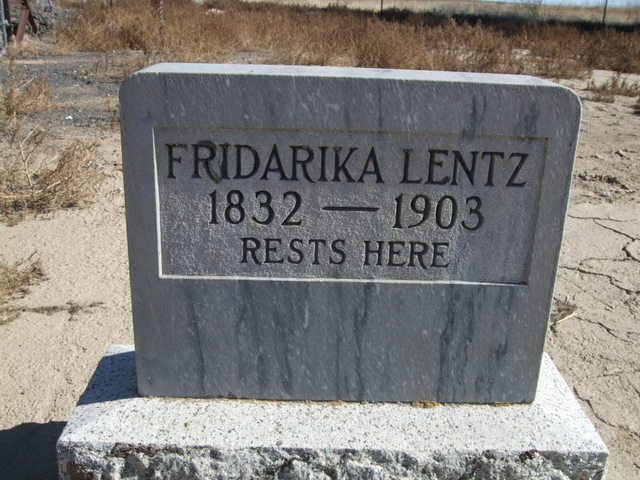 FRIDARIKA LENTZ
1832 — 1903
RESTS HERE